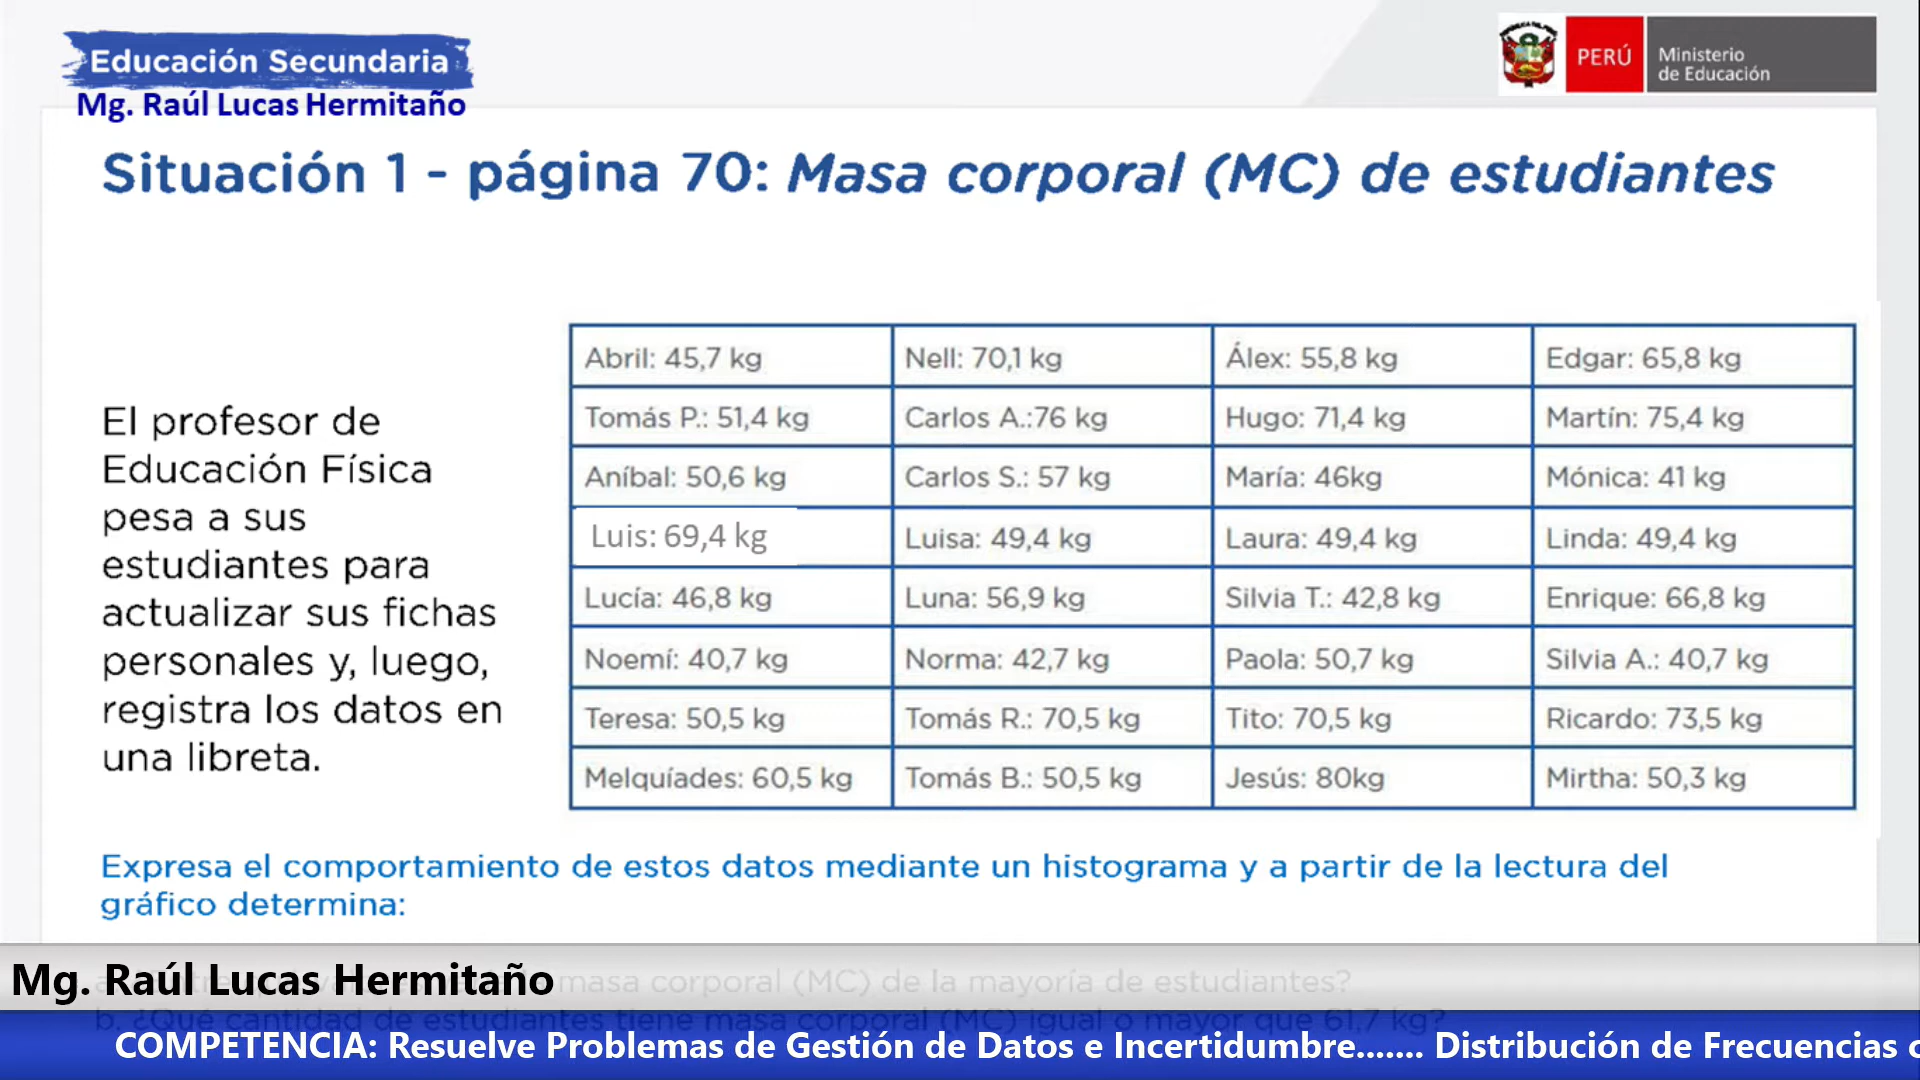 Educación Secundaria
Mg. Raúl Lucas Hermitaño
PERÚ
Ministerio
de Educación
Situación 1 - página 70: Masa corporal (MC) de estudiantes
El profesor de
Educación Física
pesa a sus
estudiantes para
actualizar sus fichas
personales y, luego,
registra los datos en
una libreta.
Abril: 45,7 kg
Nell: 70,1 kg
Álex: 55,8 kg
Edgar: 65,8 kg
Tomás P.: 51,4 kg
Carlos A.:76 kg
Hugo: 71,4 kg
Martín: 75,4 kg
Aníbal: 50,6 kg
Carlos S.: 57 kg
María: 46kg
Mónica: 41 kg
Luis: 69,4 kg
Luisa: 49,4 kg
Laura: 49,4 kg
Linda: 49,4 kg
Lucía: 46,8 kg
Luna: 56,9 kg
Silvia T.: 42,8 kg
Enrique: 66,8 kg
Noemí: 40,7 kg
Norma: 42,7 kg
Paola: 50,7 kg
Silvia A.: 40,7 kg
Teresa: 50,5 kg
Tomás R.: 70,5 kg
Tito: 70,5 kg
Ricardo: 73,5 kg
Melquíades: 60,5 kg
Tomás B.: 50,5 kg
Jesús: 80kg
Mirtha: 50,3 kg
Expresa el comportamiento de estos datos mediante un histograma y a partir de la lectura del
gráfico determina:
masa corporal (MC) de la mayoría de estudiantes?
Mg. Raúl Lucas Hermitaño
b. ¿Qué cantidad de estudiantes tiene masa corporal (MC) igual o mayor que 61,7 kg?
COMPETENCIA: Resuelve Problemas de Gestión de Datos e Incertidumbre....... Distribución de Frecuencias